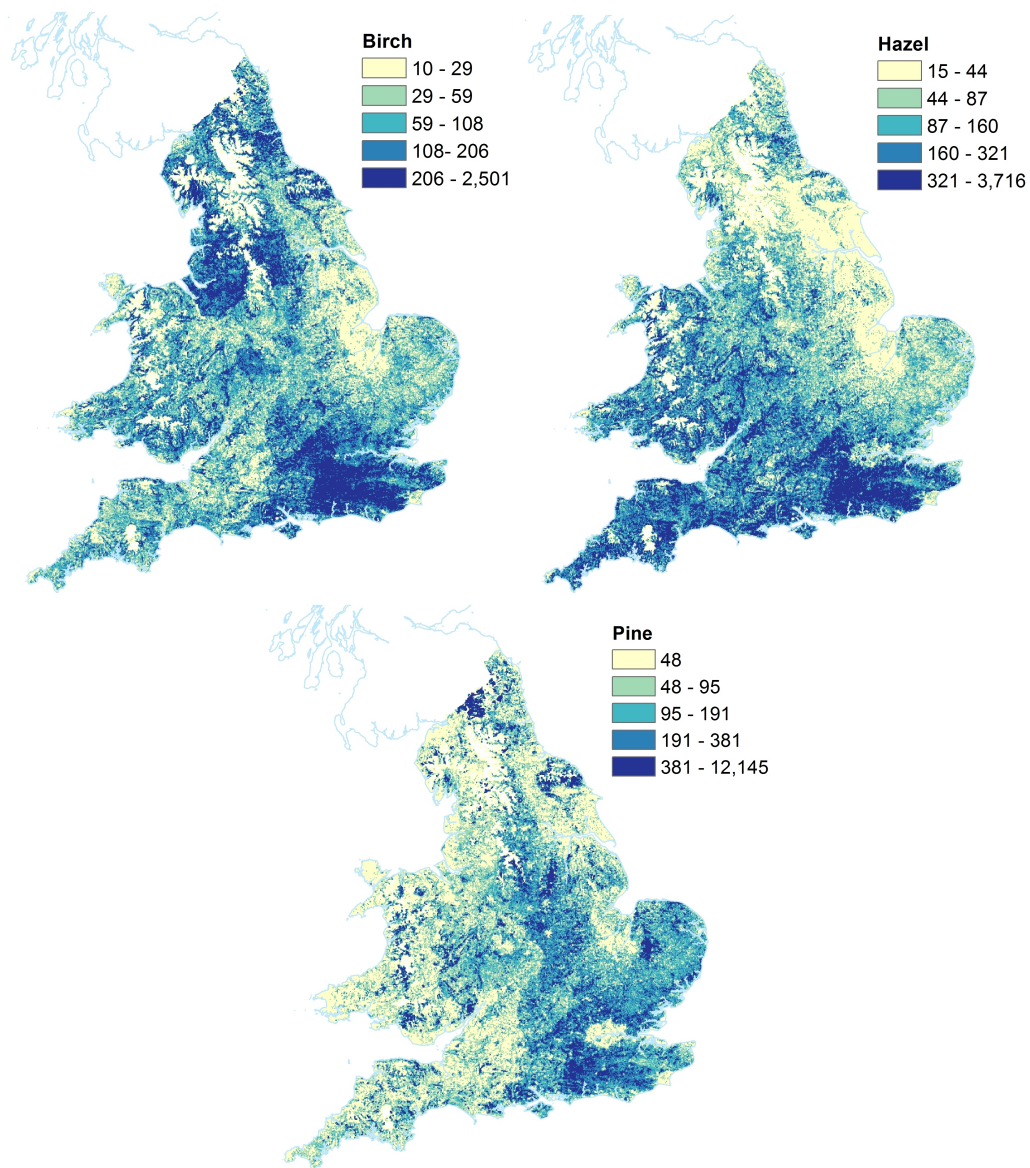 Birch
10 - 29
29 - 59
59 - 108
108- 206
206 - 2,501
Hazel
15 - 44
44 - 87
87 - 160
160 - 321
321 - 3,716
Pine
48
48 - 95
95 - 191
191 - 381
381 - 12,145